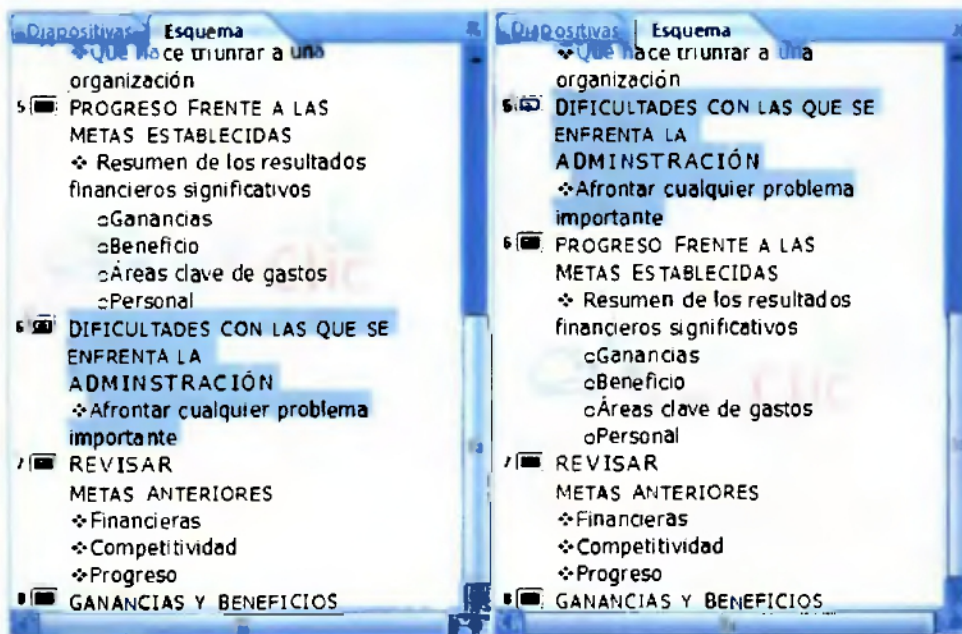 Diapositivas Esquema
Que hace triunfar a una
organización
5 PROGRESO FRENTE A LAS
METAS ESTABLECIDAS
❖ Resumen de los resultados
financieros significativos
○Ganancias
○Beneficio
○Áreas clave de gastos
○Personal
6 DIFICULTADES CON LAS QUE SE
ENFRENTA LA
ADMINSTRACIÓN
❖Afrontar cualquier problema
importante
7 REVISAR
METAS ANTERIORES
❖Financieras
❖Competitividad
❖Progreso
8 GANANCIAS Y BENEFICIOS
Diapositivas Esquema
❖Que hace triunfar a una
organización
5 DIFICULTADES CON LAS QUE SE
ENFRENTA LA
ADMINSTRACIÓN
❖Afrontar cualquier problema
importante
6 PROGRESO FRENTE A LAS
METAS ESTABLECIDAS
❖ Resumen de los resultados
financieros significativos
○Ganancias
○Beneficio
○Áreas clave de gastos
○Personal
7 REVISAR
METAS ANTERIORES
❖Financieras
❖Competitividad
❖Progreso
8 GANANCIAS Y BENEFICIOS